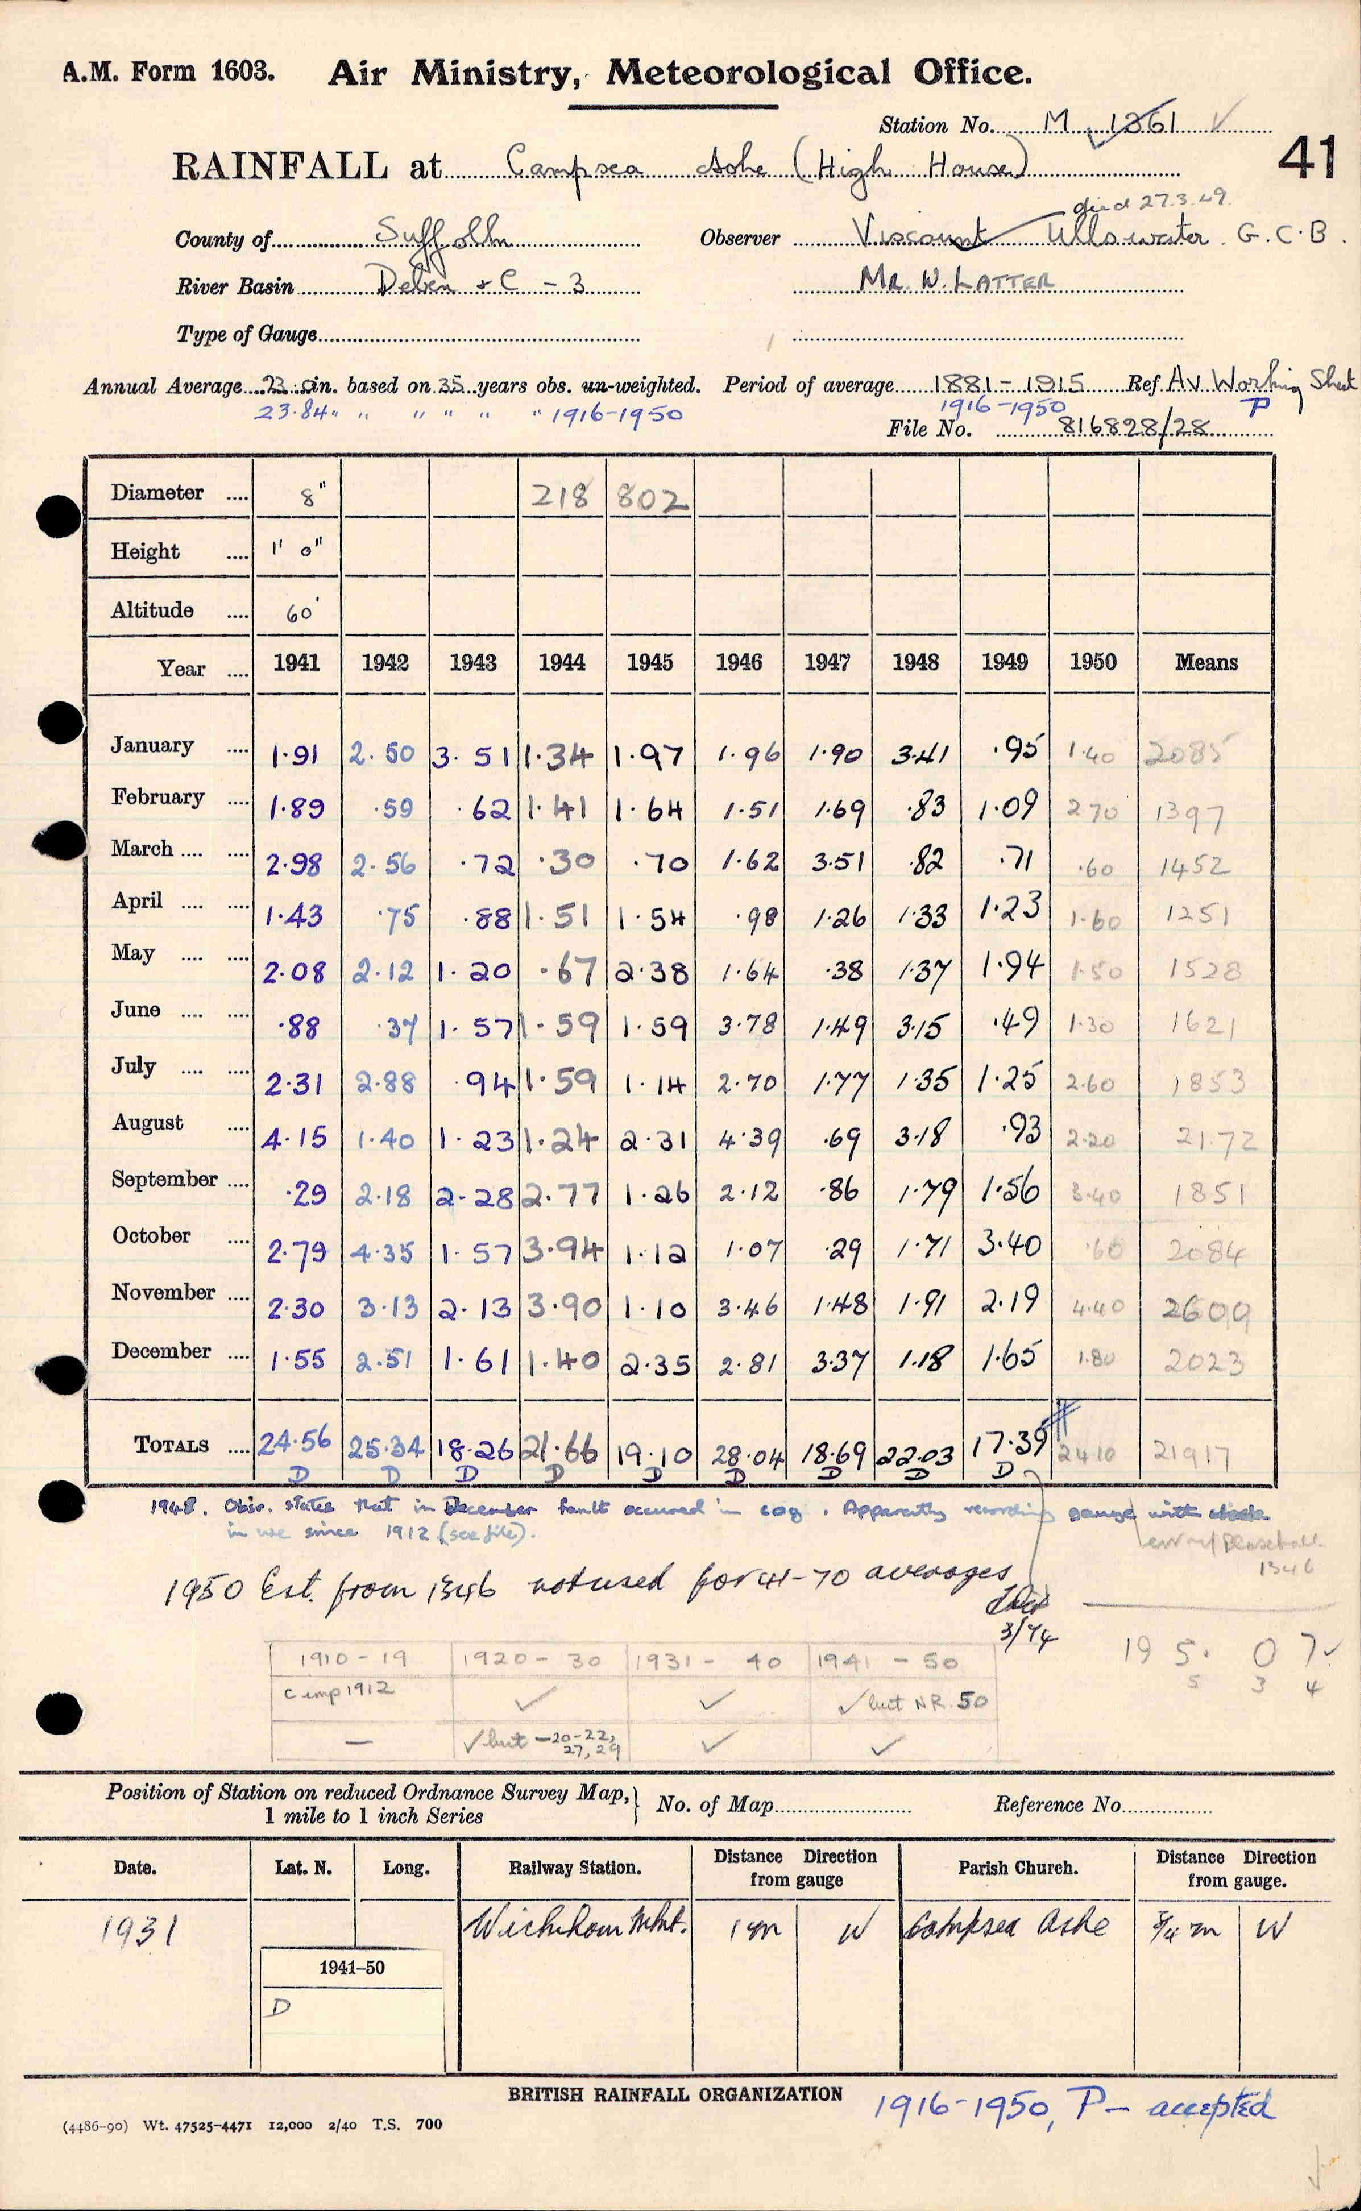 A.M. Form 1603. Air Ministry, Meteorological Office.
Station No. M 1361 ✓
41
RAINFALL at Campsea Ashe (High House)
died 27.3.49.
County of Suffolk Observer Viscount Ullswater G.C.B.
River Basin Deben + C - 3 Mr. W. LATTER
Type of Gauge
Annual Average 23.0 in. based on 35 years obs. un-weighted. Period of average 1881-1915 Ref Av Working Sheet
23.84 " " " " " " 1916-1950 1916-1950 P
File No. 816828/28
Diameter .... 8" 218 802
Height .... 1' 0"
Altitude .... 60'
Year .... 1941 1942 1943 1944 1945 1946 1947 1948 1949 1950 Means
January .... 1.91 2.50 3.51 1.34 1.97 1.96 1.90 3.41 .95 1.40 2085
February .... 1.89 .59 .62 1.41 1.64 1.51 1.69 .83 1.09 2.70 1397
March .... .... 2.98 2.56 .72 .30 .70 1.62 3.51 .82 .71 .60 1452
April .... .... 1.43 .75 .88 1.51 1.54 .98 1.26 1.33 1.23 1.60 1251
May .... .... 2.08 2.12 1.20 .67 2.38 1.64 .38 1.37 1.94 1.50 1528
June .... .... .88 .37 1.57 1.59 1.59 3.78 1.49 3.15 .49 1.30 1621
July .... .... 2.31 2.88 .94 1.59 1.14 2.70 1.77 1.35 1.25 2.60 1853
August .... 4.15 1.40 1.23 1.24 2.31 4.39 .69 3.18 .93 2.20 2172
September .... .29 2.18 2.28 2.77 1.26 2.12 .86 1.79 1.56 3.40 1851
October .... 2.79 4.35 1.57 3.94 1.12 1.07 .29 1.71 3.40 .60 2084
November .... 2.30 3.13 2.13 3.90 1.10 3.46 1.48 1.91 2.19 4.40 2600
December .... 1.55 2.51 1.61 1.40 2.35 2.81 3.37 1.18 1.65 1.80 2023
TOTALS .... 24.56 25.34 18.26 21.66 19.10 28.04 18.69 22.03 17.39 24.10 21917
D D D D D D D D D
1948. Obsr. states that in December fault occured in cog. Apparently recording gauge with clock
in use since 1912 (see file).
1346
1950 Est. from 1346 not used for 41-70 averages
3/74
19 5. 0 7 ✓
5 3 4
1910-19 1920-30 1931-40 1941-50
Cmp 1912 ✓ ✓ ✓ but NR 50
— ✓ but -20-22, 27, 29 ✓ ✓
Position of Station on reduced Ordnance Survey Map,
1 mile to 1 inch Series } No. of Map Reference No.
Date. Lat. N. Long. Railway Station. Distance Direction from gauge Parish Church. Distance Direction from gauge.
1931 Wickham Mkt. 1 m W Campsea Ashe 3/4 m W
1941-50
D
BRITISH RAINFALL ORGANIZATION 1916-1950, P - accepted
(4486-90) Wt. 47525-4471 12,000 2/40 T.S. 700